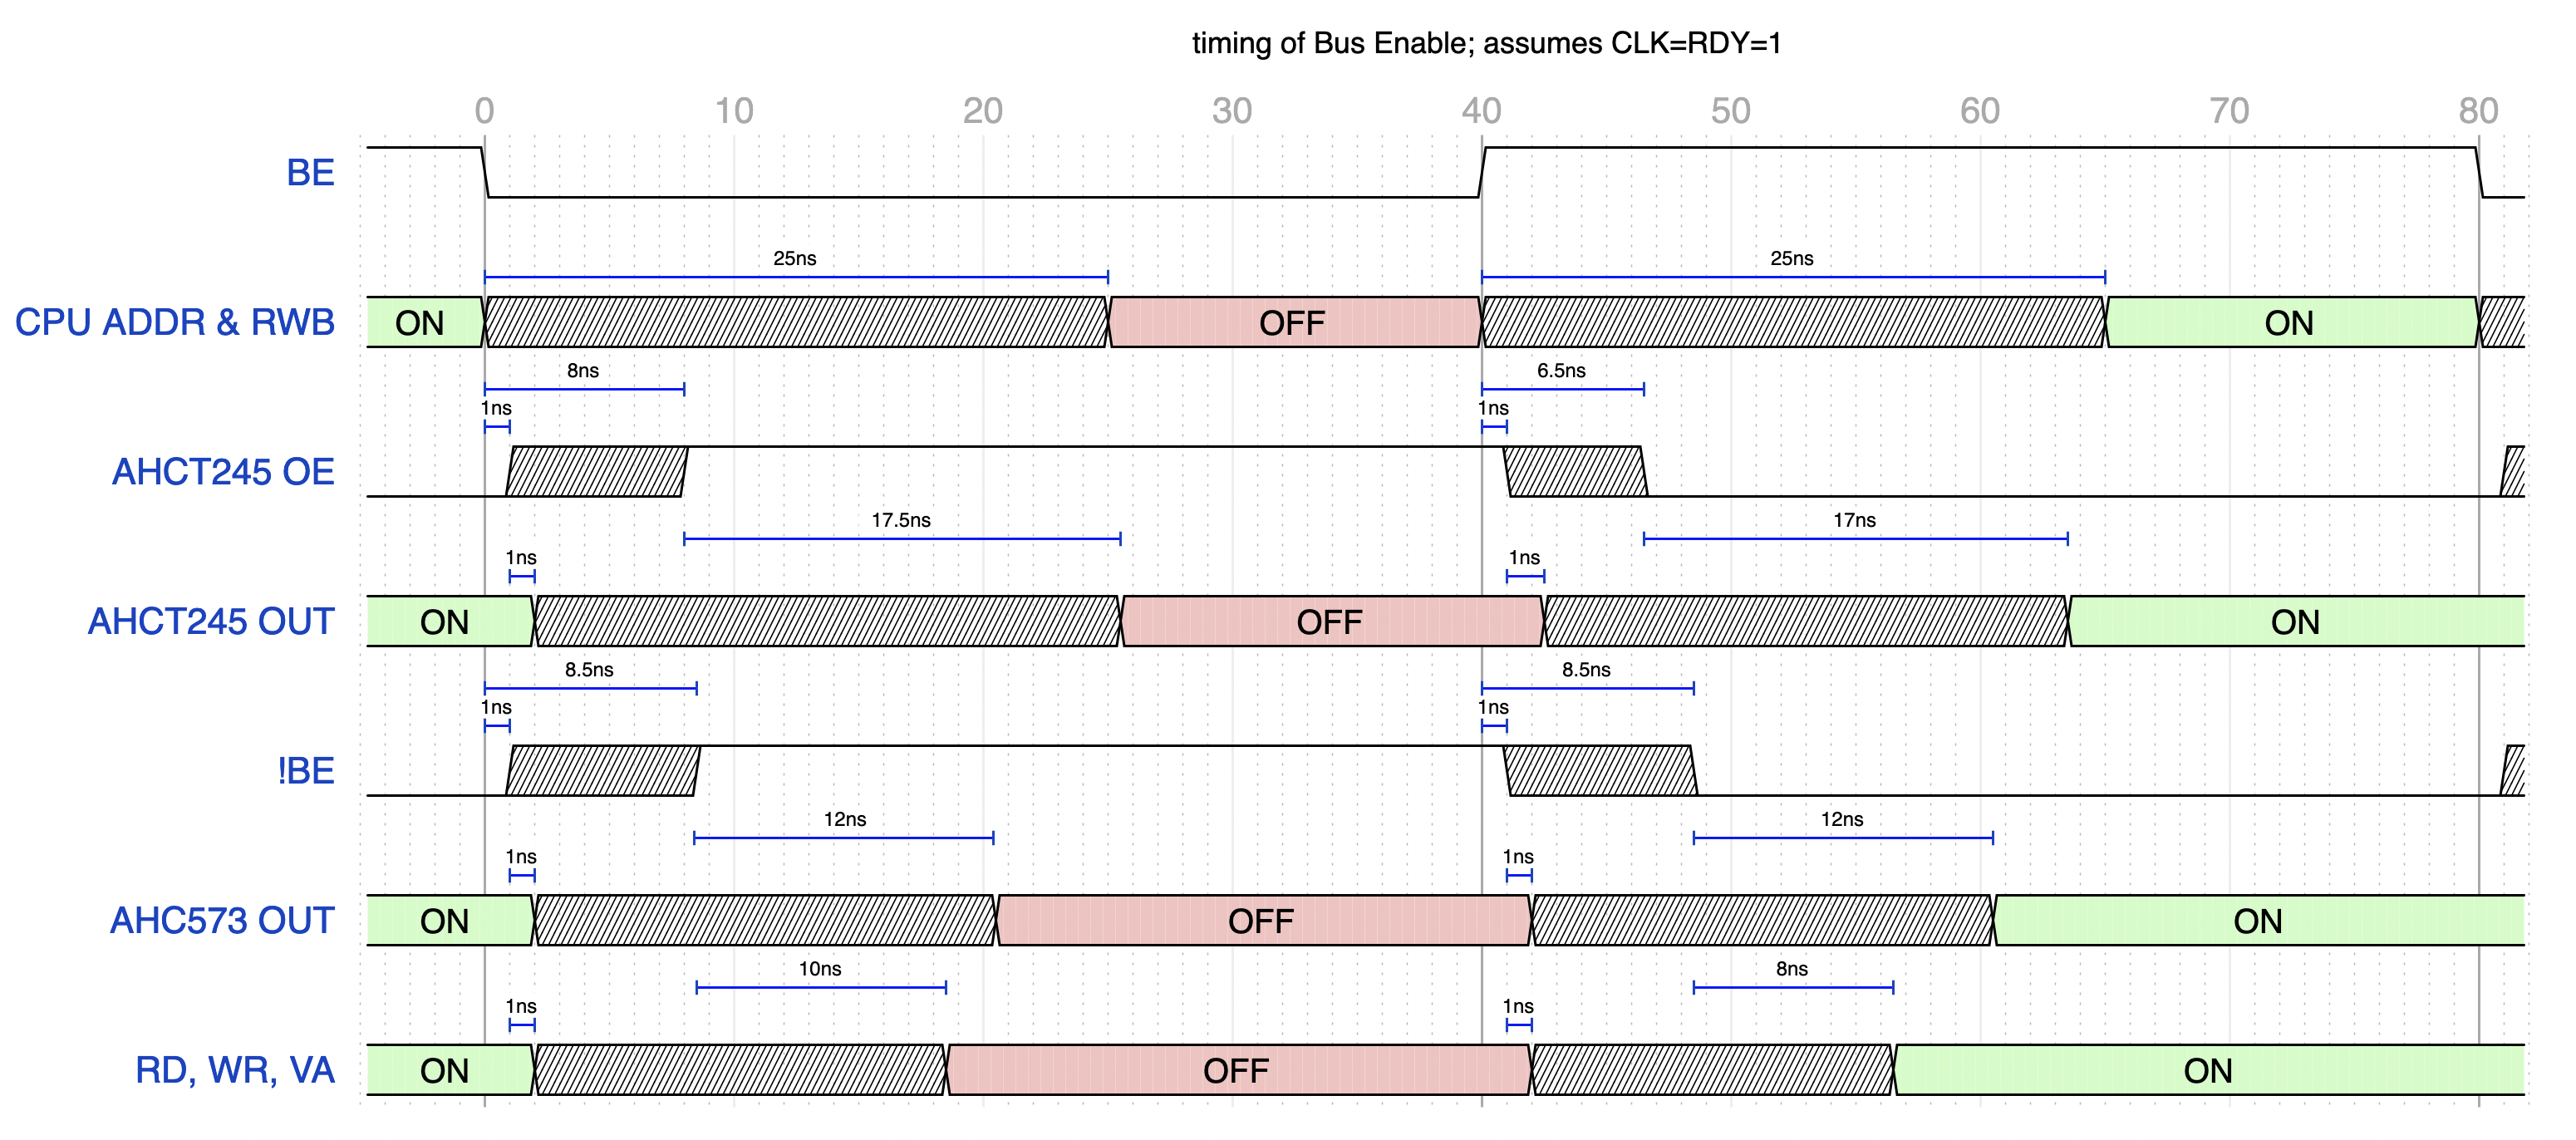 timing of Bus Enable; assumes CLK=RDY=1
0 10 20 30 40 50 60 70 80
BE
25ns 25ns
CPU ADDR & RWB ON OFF ON
8ns 6.5ns
1ns 1ns
AHCT245 OE
17.5ns 17ns
1ns 1ns
AHCT245 OUT ON OFF ON
8.5ns 8.5ns
1ns 1ns
!BE
12ns 12ns
1ns 1ns
AHC573 OUT ON OFF ON
10ns 8ns
1ns 1ns
RD, WR, VA ON OFF ON